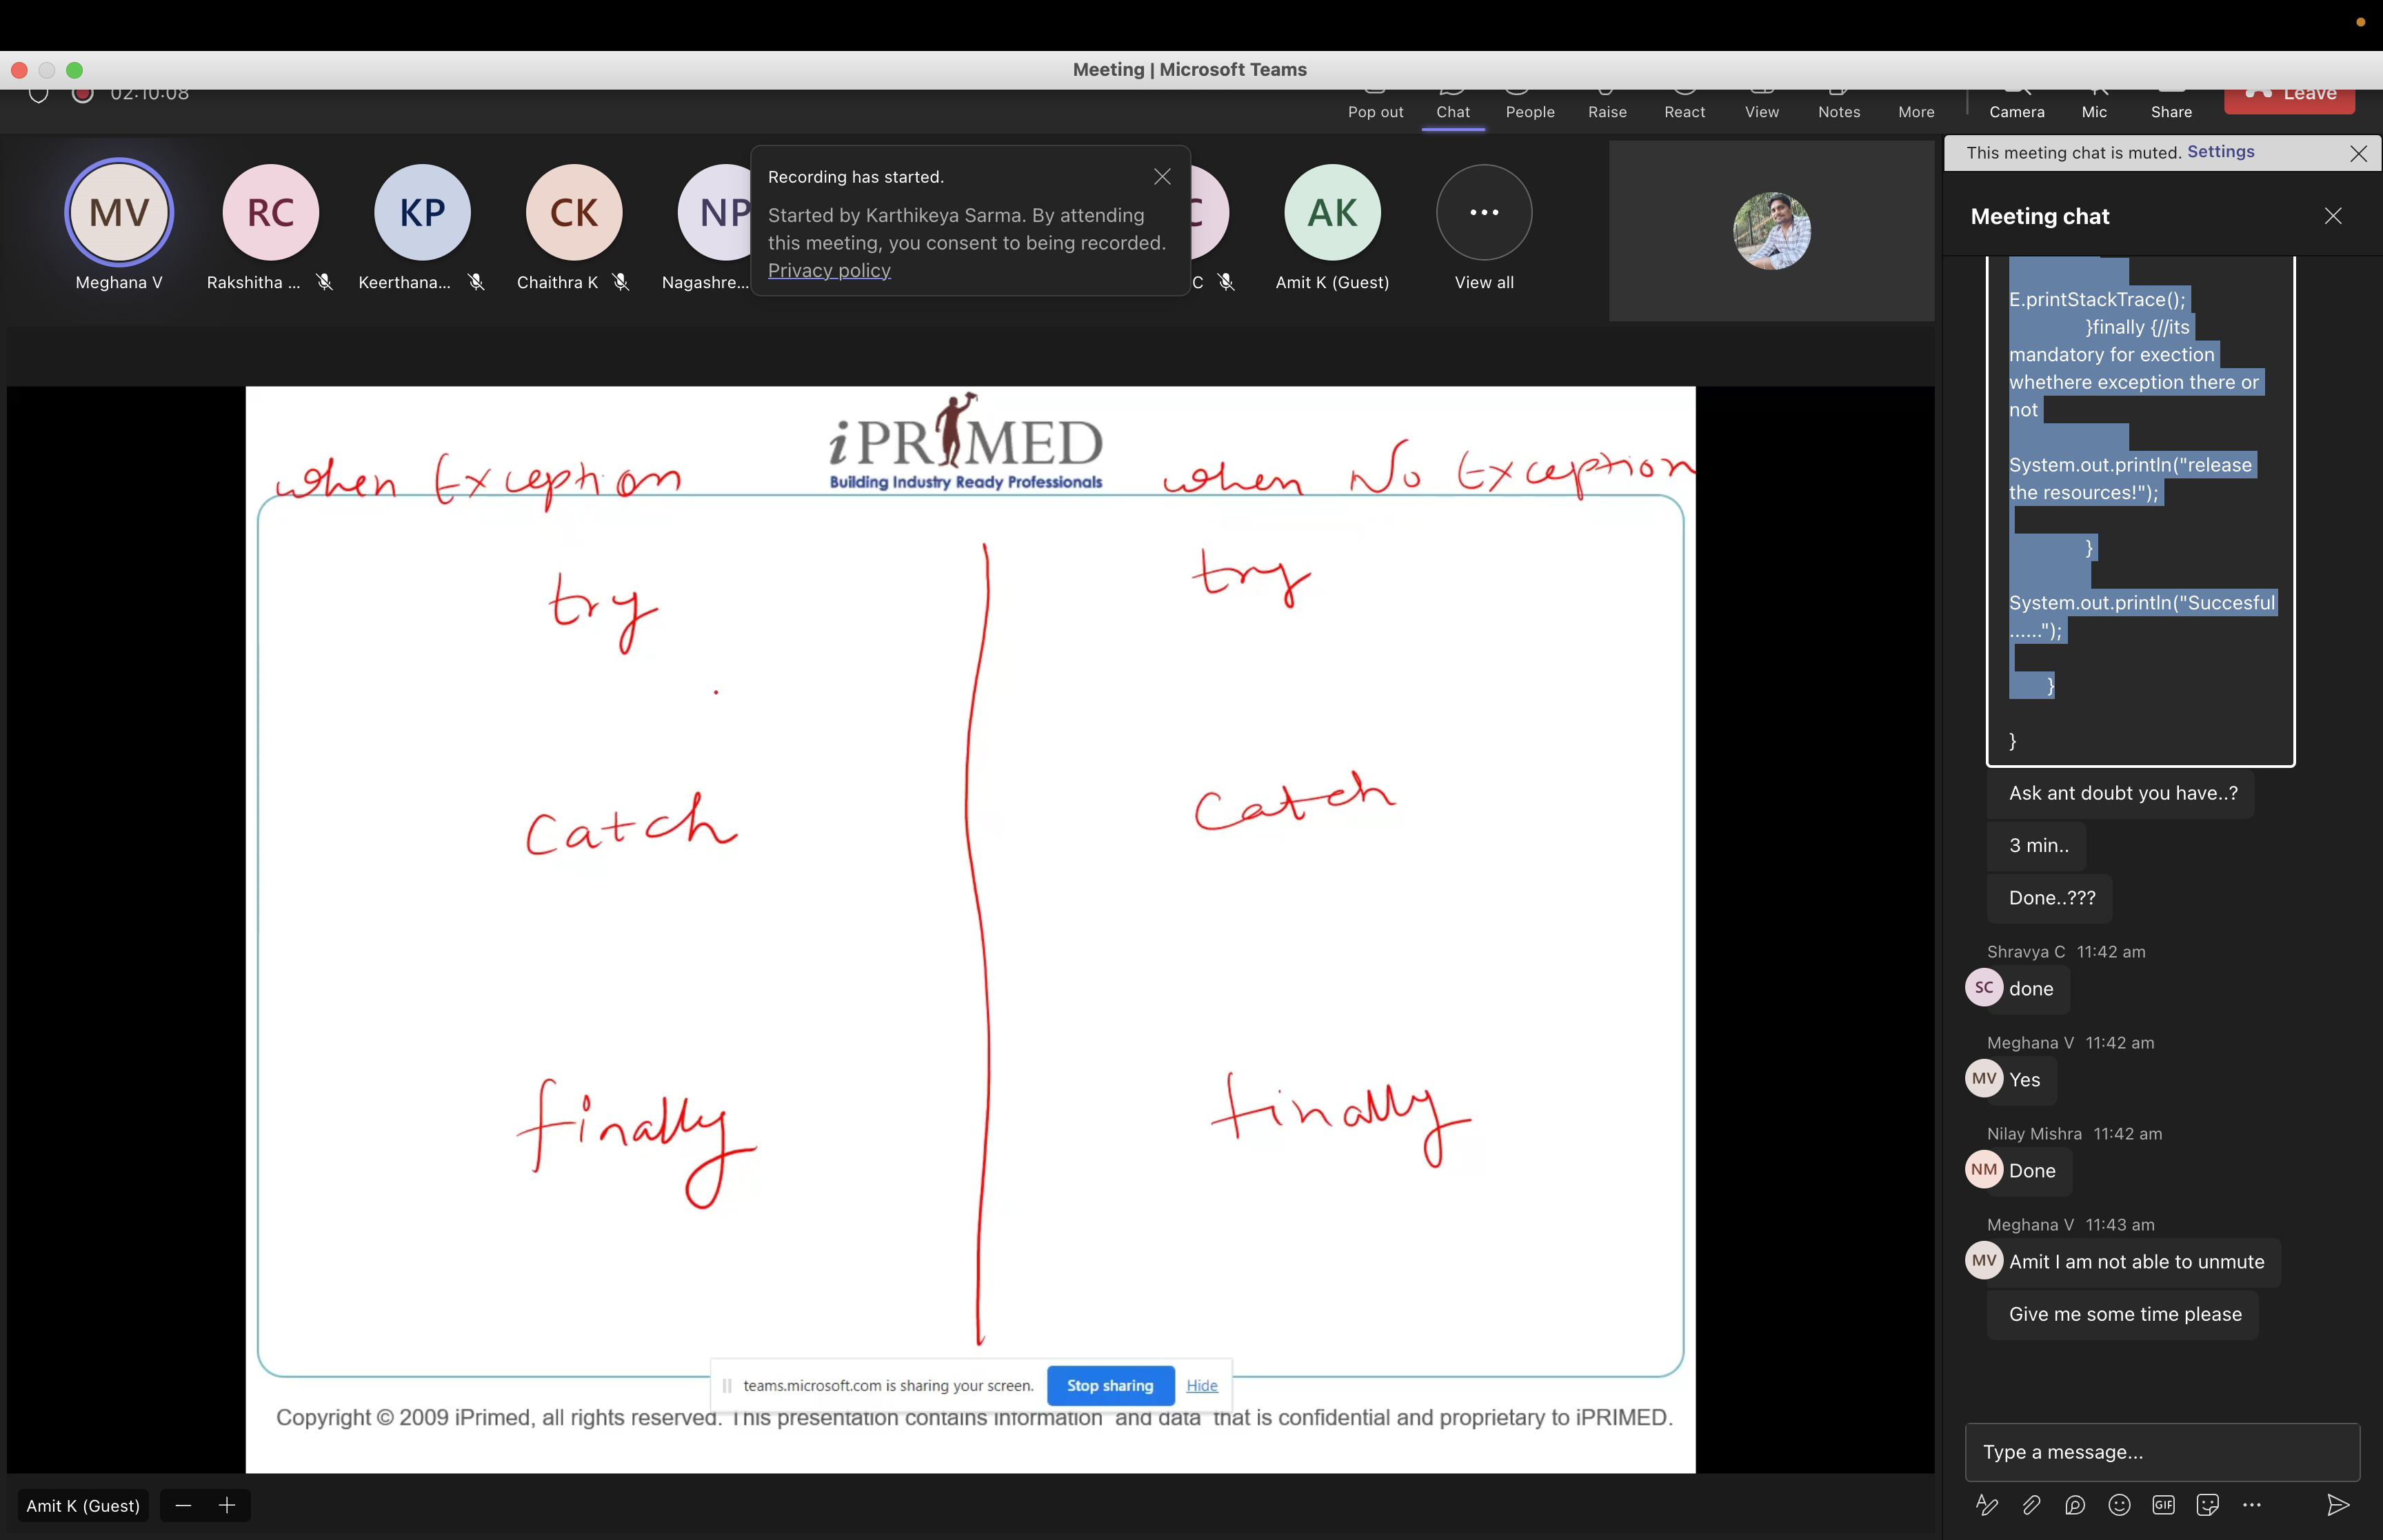 Meeting | Microsoft Teams
02:10:08
Pop out
Chat
People
Raise
React
View
Notes
More
Camera
Mic
Share
Leave
MV
RC
KP
CK
NP
C
AK
Meghana V
Rakshitha ...
Keerthana...
Chaithra K
Nagashre...
C
Amit K (Guest)
View all
Recording has started.
Started by Karthikeya Sarma. By attending
this meeting, you consent to being recorded.
Privacy policy
iPRIMED
Building Industry Ready Professionals
when Exception
when No Exception
try
try
Catch
Catch
finally
finally
teams.microsoft.com is sharing your screen.
Stop sharing
Hide
Copyright © 2009 iPrimed, all rights reserved. This presentation contains information and data that is confidential and proprietary to iPRIMED.
Amit K (Guest)
This meeting chat is muted. Settings
Meeting chat
E.printStackTrace();
}finally {//its
mandatory for exection
whethere exception there or
not
System.out.println("release
the resources!");
}
System.out.println("Succesful
......");
}
}
Ask ant doubt you have..?
3 min..
Done..???
Shravya C 11:42 am
SC
done
Meghana V 11:42 am
MV
Yes
Nilay Mishra 11:42 am
NM
Done
Meghana V 11:43 am
MV
Amit I am not able to unmute
Give me some time please
Type a message...
GIF